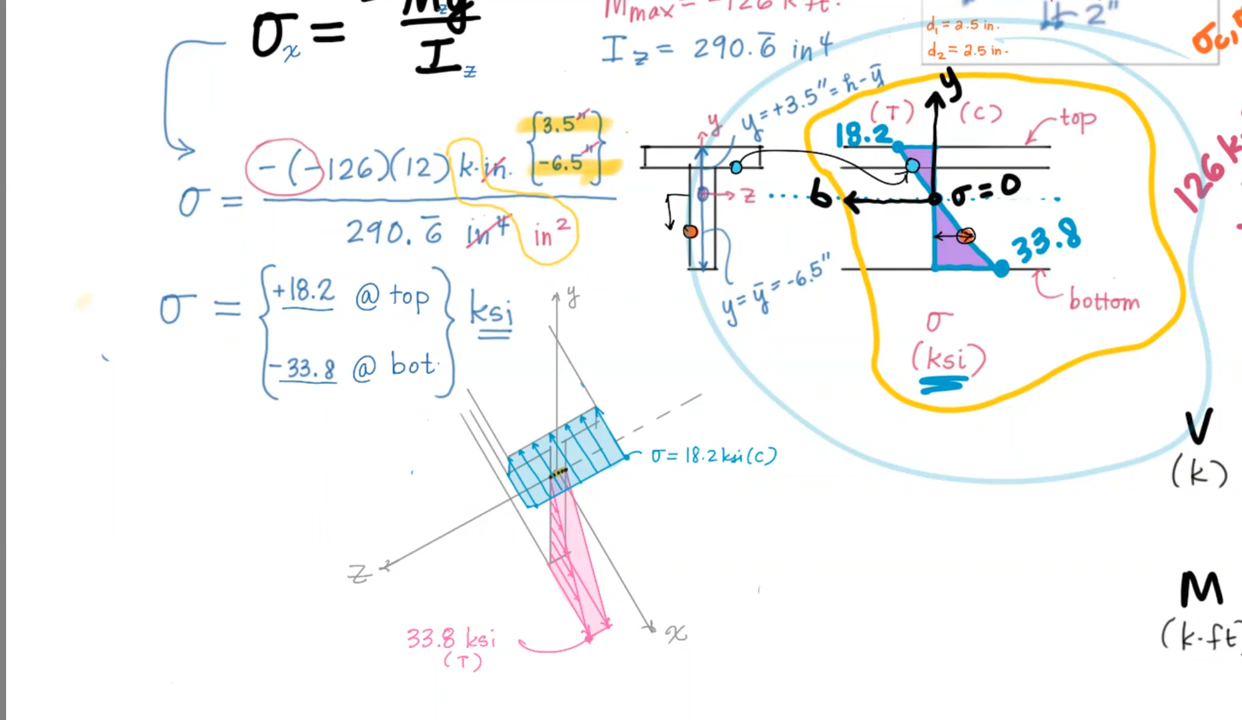 σx = -My/Iz
Mmax = -126 k·ft.
Iz = 290.6̅ in⁴
d₁ = 2.5 in.
d₂ = 2.5 in.
σc,
σ = -(-126)(12) k·in. {3.5" -6.5"}
290.6̅ in⁴ in²
σ = {+18.2 @ top
-33.8 @ bot.} ksi
y = +3.5" = h-y̅
y
z
y = y̅ = -6.5"
y
(T) (C)
18.2
top
6
σ = 0
33.8
bottom
σ
(ksi)
126 k
y
σ = 18.2 ksi (C)
z
x
33.8 ksi
(T)
V
(k)
M
(k·ft